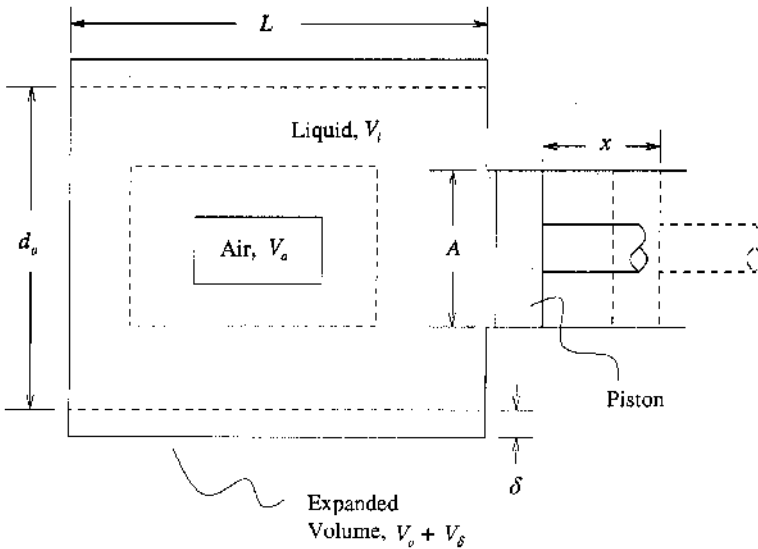 L
Liquid, V_l
x
d_o
Air, V_a
A
Piston
δ
Expanded
Volume, V_o + V_δ